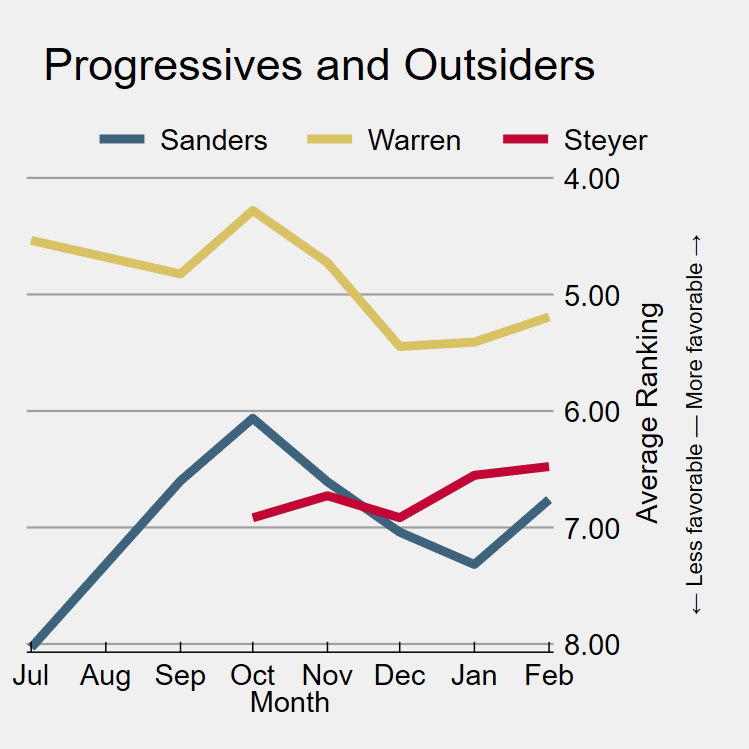 Progressives and Outsiders
Sanders Warren Steyer
4.00
5.00
6.00
7.00
8.00
Average Ranking
← Less favorable — More favorable →
Jul Aug Sep Oct Nov Dec Jan Feb
Month